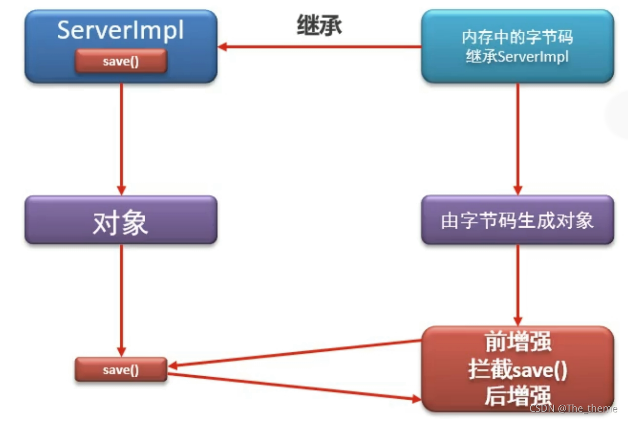 ServerImpl
save()
继承
内存中的字节码
继承ServerImpl
对象
由字节码生成对象
save()
前增强
拦截save()
后增强
CSDN @The_theme